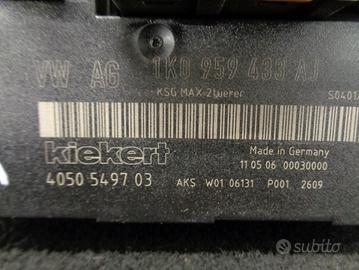 VW AG 1K0 959 433 AJ
KSG MAX 2Tuerer S0401
kiekert Made in Germany
11 05 06 00030000
4050 5497 03 AKS W01 06131 P001 2609
subito